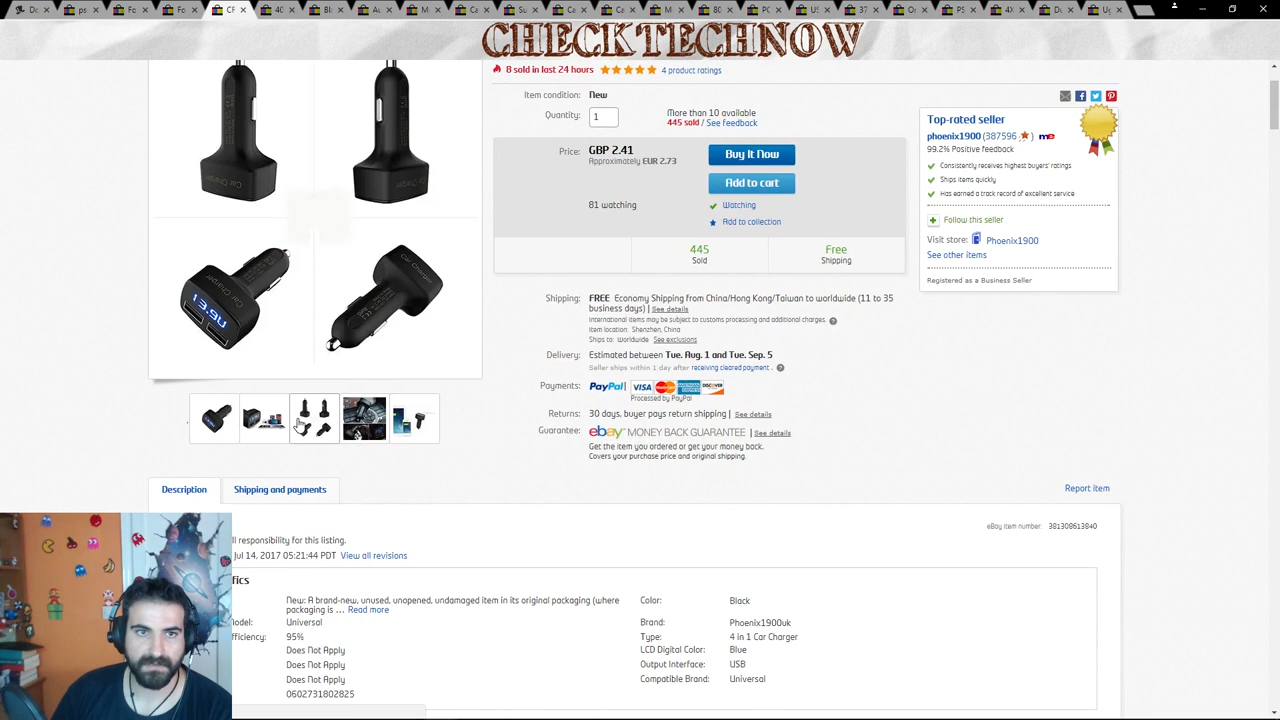 CHECKTECHNOW
8 sold in last 24 hours
4 product ratings
Item condition: New
Quantity: 1
More than 10 available
445 sold / See feedback
Price: GBP 2.41
Approximately EUR 2.73
Buy It Now
Add to cart
81 watching
Watching
Add to collection
445
Sold
Free
Shipping
Top-rated seller
phoenix1900 (387596 ) me
99.2% Positive feedback
Consistently receives highest buyers' ratings
Ships items quickly
Has earned a track record of excellent service
Follow this seller
Visit store: Phoenix1900
See other items
Registered as a Business Seller
Shipping: FREE Economy Shipping from China/Hong Kong/Taiwan to worldwide (11 to 35
business days) | See details
International items may be subject to customs processing and additional charges.
Item location: Shenzhen, China
Ships to: Worldwide See exclusions
Delivery: Estimated between Tue. Aug. 1 and Tue. Sep. 5
Seller ships within 1 day after receiving cleared payment .
Payments: PayPal VISA DISCOVER
Processed by PayPal
Returns: 30 days, buyer pays return shipping | See details
Guarantee: ebay MONEY BACK GUARANTEE | See details
Get the item you ordered or get your money back.
Covers your purchase price and original shipping.
Car Charger
Car Charger
Car Charger
13.9U
Car Charger
Description
Shipping and payments
Report item
eBay item number: 381308613840
ll responsibility for this listing.
Jul 14, 2017 05:21:44 PDT View all revisions
fics
New: A brand-new, unused, unopened, undamaged item in its original packaging (where
packaging is ... Read more
Color: Black
odel: Universal
Brand: Phoenix1900uk
fficiency: 95%
Type: 4 in 1 Car Charger
Does Not Apply
LCD Digital Color: Blue
Does Not Apply
Output Interface: USB
Does Not Apply
Compatible Brand: Universal
0602731802825